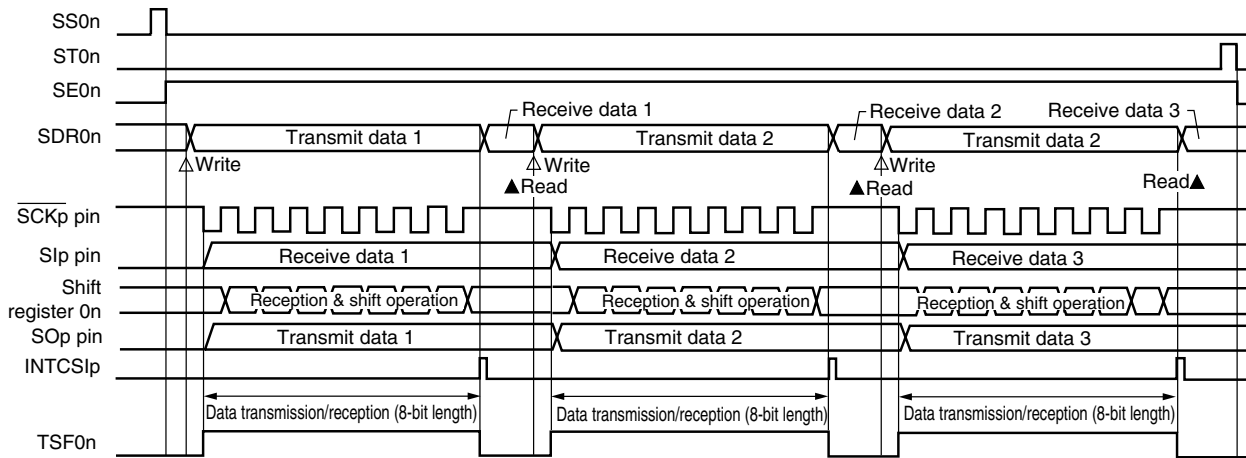 SS0n
ST0n
SE0n
Receive data 1
Receive data 2
Receive data 3
SDR0n
Transmit data 1
Transmit data 2
Transmit data 2
△Write
△Write
△Write
▲Read
▲Read
Read▲
SCKp pin
SIp pin
Receive data 1
Receive data 2
Receive data 3
Shift
register 0n
Reception & shift operation
Reception & shift operation
Reception & shift operation
SOp pin
Transmit data 1
Transmit data 2
Transmit data 3
INTCSIp
Data transmission/reception (8-bit length)
Data transmission/reception (8-bit length)
Data transmission/reception (8-bit length)
TSF0n